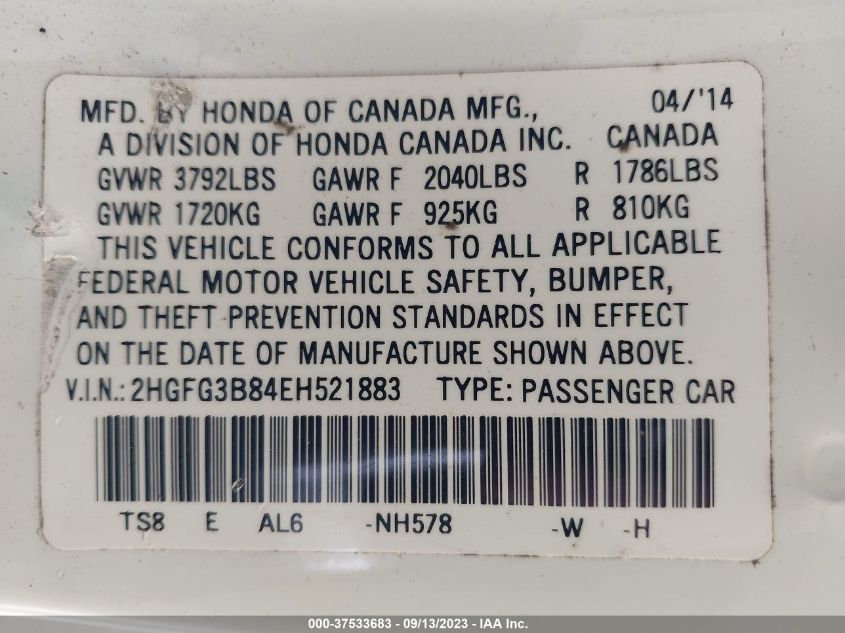 MFD. BY HONDA OF CANADA MFG., 04/'14
A DIVISION OF HONDA CANADA INC. CANADA
GVWR 3792LBS GAWR F 2040LBS R 1786LBS
GVWR 1720KG GAWR F 925KG R 810KG
THIS VEHICLE CONFORMS TO ALL APPLICABLE
FEDERAL MOTOR VEHICLE SAFETY, BUMPER,
AND THEFT PREVENTION STANDARDS IN EFFECT
ON THE DATE OF MANUFACTURE SHOWN ABOVE.
V.I.N.: 2HGFG3B84EH521883 TYPE: PASSENGER CAR
TS8 E AL6 -NH578 -W -H
000-37533683 - 09/13/2023 - IAA Inc.